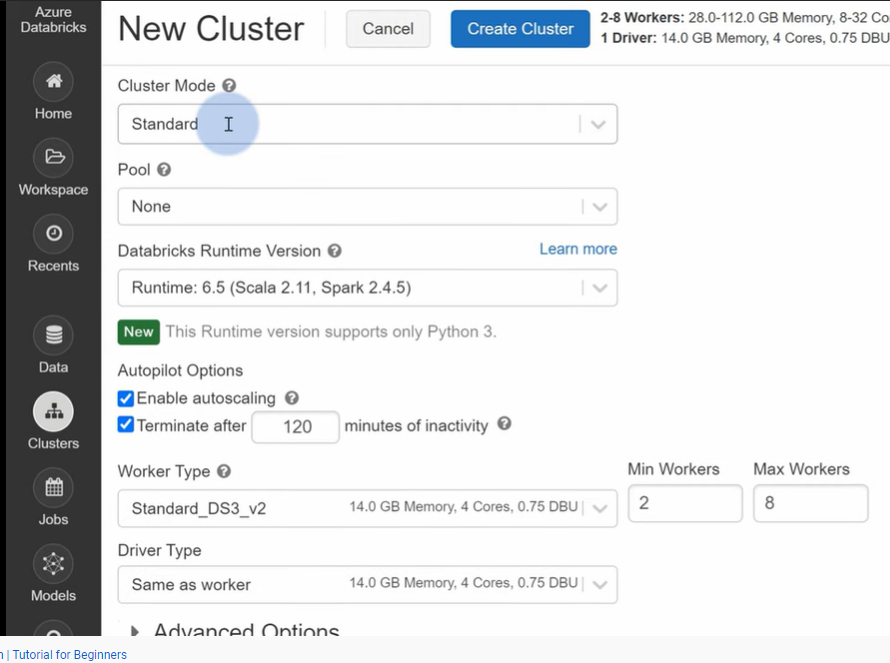 Azure
Databricks
Home
Workspace
Recents
Data
Clusters
Jobs
Models
New Cluster
Cancel
Create Cluster
2-8 Workers: 28.0-112.0 GB Memory, 8-32 Co
1 Driver: 14.0 GB Memory, 4 Cores, 0.75 DBU
Cluster Mode ?
Standard
Pool ?
None
Databricks Runtime Version ? Learn more
Runtime: 6.5 (Scala 2.11, Spark 2.4.5)
New This Runtime version supports only Python 3.
Autopilot Options
Enable autoscaling ?
Terminate after 120 minutes of inactivity ?
Worker Type ? Min Workers Max Workers
Standard_DS3_v2 14.0 GB Memory, 4 Cores, 0.75 DBU 2 8
Driver Type
Same as worker 14.0 GB Memory, 4 Cores, 0.75 DBU
Advanced Options
n | Tutorial for Beginners